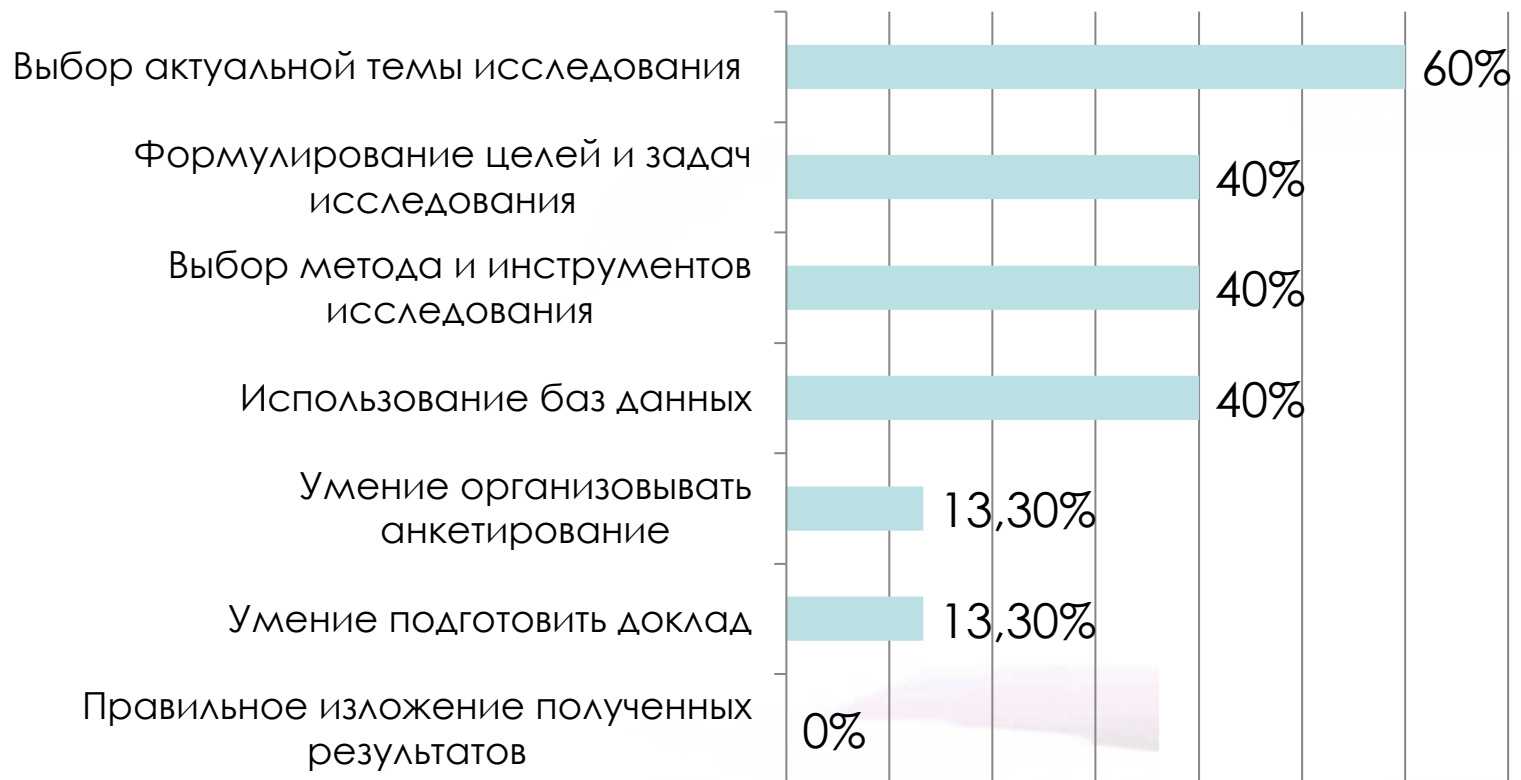 Выбор актуальной темы исследования
60%
Формулирование целей и задач
исследования
40%
Выбор метода и инструментов
исследования
40%
Использование баз данных
40%
Умение организовывать
анкетирование
13,30%
Умение подготовить доклад
13,30%
Правильное изложение полученных
результатов
0%